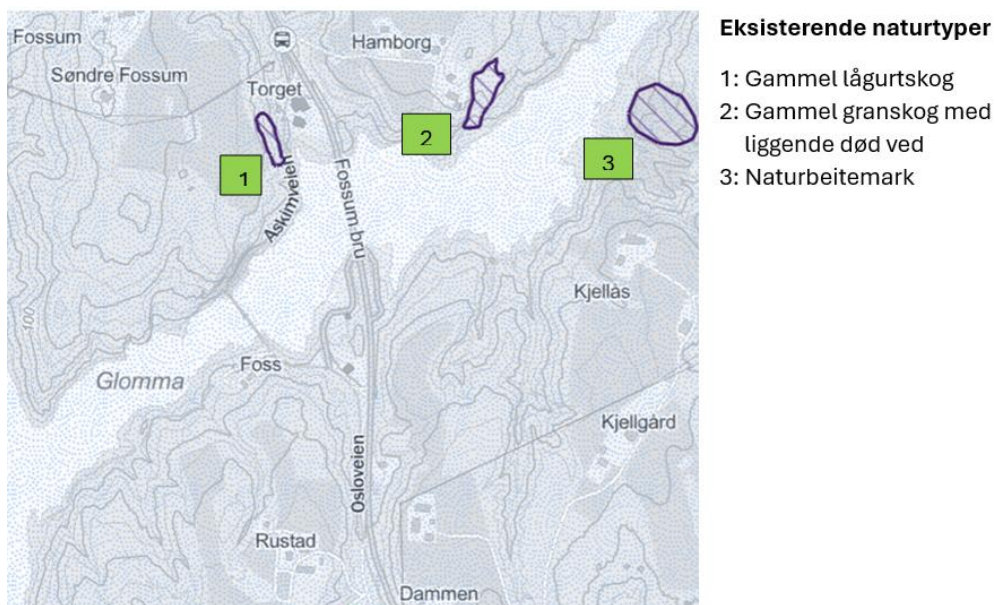 Fossum
Hamborg
Søndre Fossum
Torget
Fossum bru
Askimveien
Kjellås
100
Foss
Glomma
Kjellgård
Osloveien
Rustad
Dammen
1
2
3
Eksisterende naturtyper
1: Gammel lågurtskog
2: Gammel granskog med
liggende død ved
3: Naturbeitemark